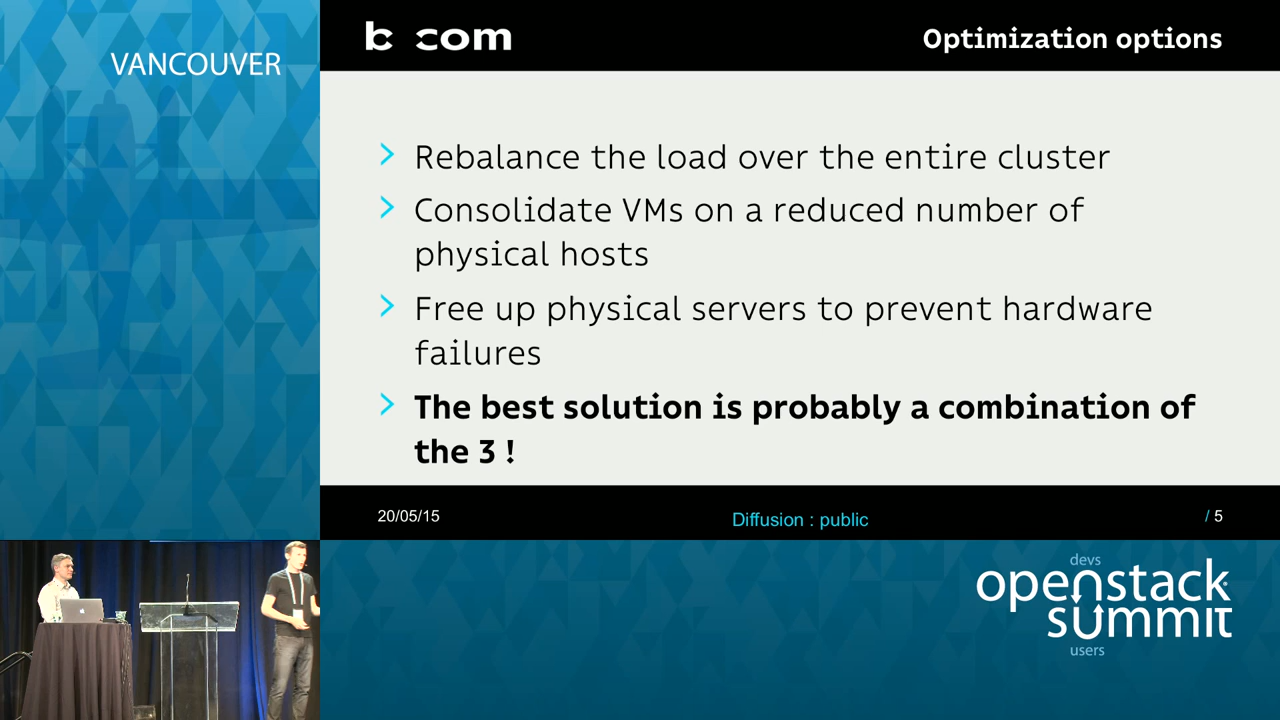 VANCOUVER
b com
Optimization options
Rebalance the load over the entire cluster
Consolidate VMs on a reduced number of
physical hosts
Free up physical servers to prevent hardware
failures
The best solution is probably a combination of
the 3 !
20/05/15
Diffusion : public
/ 5
devs
openstack
summit
users